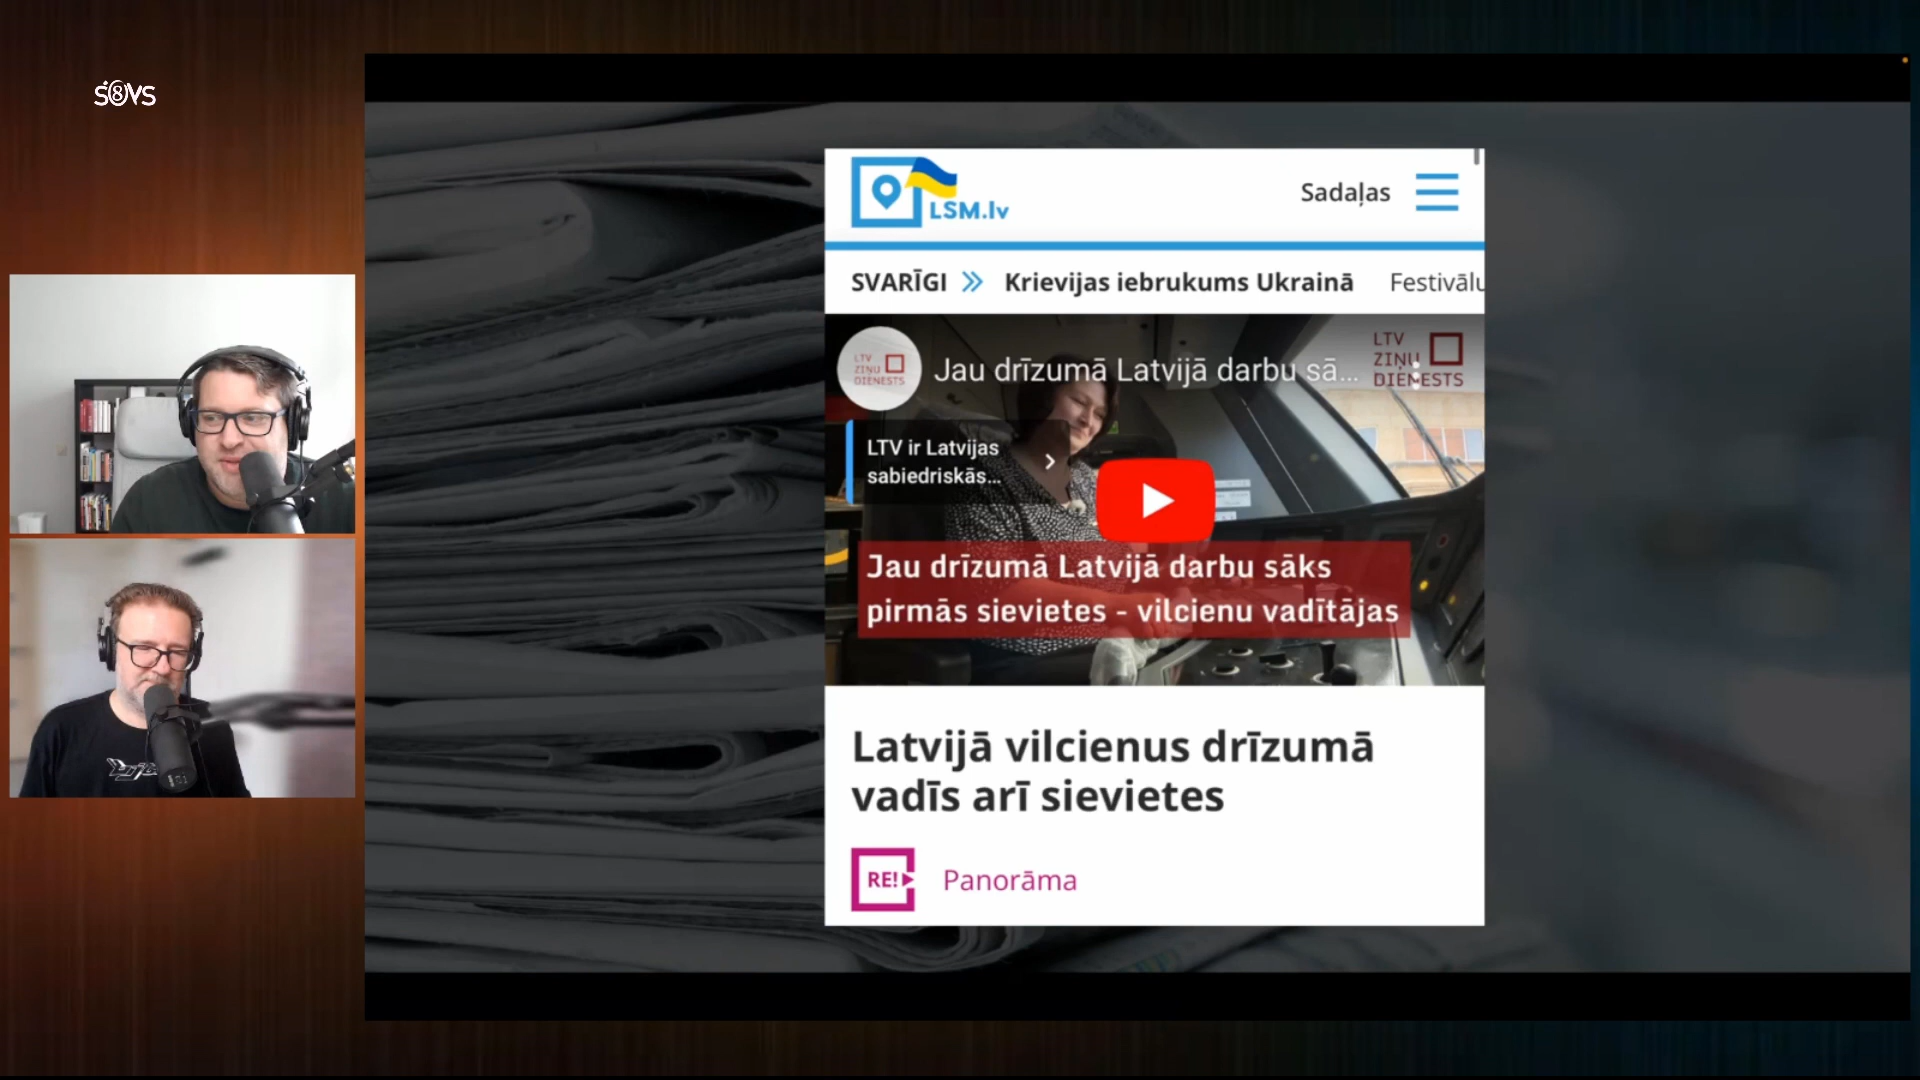 S8VS
LSM.lv
Sadaļas
SVARĪGI » Krievijas iebrukums Ukrainā Festivālu
LTV
ZIŅU
DIENESTS
Jau drīzumā Latvijā darbu sā...
LTV
ZIŅU
DIENESTS
LTV ir Latvijas
sabiedriskās...
Jau drīzumā Latvijā darbu sāks
pirmās sievietes - vilcienu vadītājas
Latvijā vilcienus drīzumā
vadīs arī sievietes
RE!
Panorāma